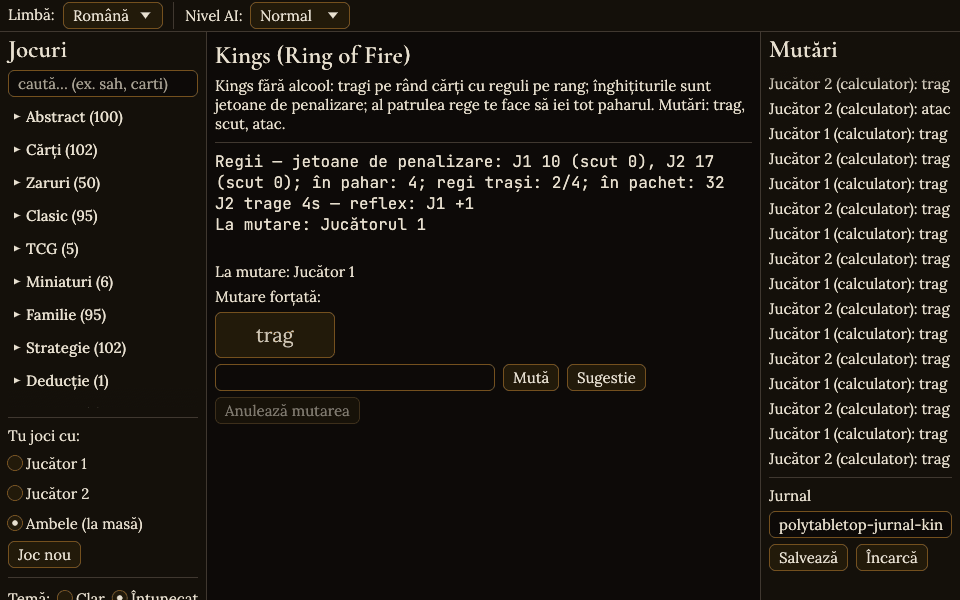 Limbă:
Română
Nivel AI:
Normal
Jocuri
caută... (ex. sah, carti)
Abstract (100)
Cărți (102)
Zaruri (50)
Clasic (95)
TCG (5)
Miniaturi (6)
Familie (95)
Strategie (102)
Deducție (1)
Tu joci cu:
Jucător 1
Jucător 2
Ambele (la masă)
Joc nou
Temă:
Clar
Întunecat
Kings (Ring of Fire)
Kings fără alcool: tragi pe rând cărți cu reguli pe rang; înghițiturile sunt
jetoane de penalizare; al patrulea rege te face să iei tot paharul. Mutări: trag,
scut, atac.
Regii — jetoane de penalizare: J1 10 (scut 0), J2 17
(scut 0); în pahar: 4; regi trași: 2/4; în pachet: 32
J2 trage 4s — reflex: J1 +1
La mutare: Jucătorul 1
La mutare: Jucător 1
Mutare forțată:
trag
Mută
Sugestie
Anulează mutarea
Mutări
Jucător 2 (calculator): trag
Jucător 2 (calculator): atac
Jucător 1 (calculator): trag
Jucător 2 (calculator): trag
Jucător 1 (calculator): trag
Jucător 2 (calculator): trag
Jucător 1 (calculator): trag
Jucător 2 (calculator): trag
Jucător 1 (calculator): trag
Jucător 2 (calculator): trag
Jucător 1 (calculator): trag
Jucător 2 (calculator): trag
Jucător 1 (calculator): trag
Jucător 2 (calculator): trag
Jucător 1 (calculator): trag
Jucător 2 (calculator): trag
Jurnal
polytabletop-jurnal-kin
Salvează
Încarcă